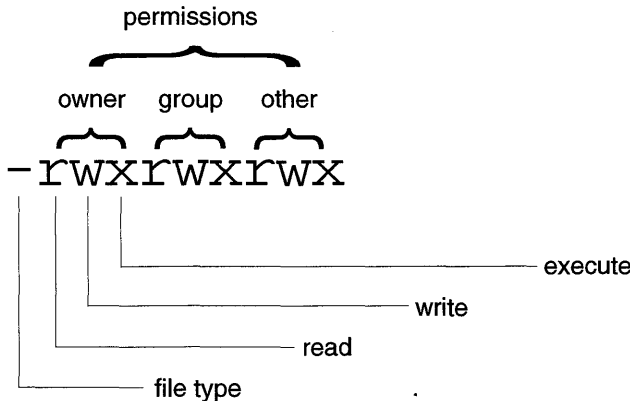 permissions
owner group other
-rwxrwxrwx
execute
write
read
file type